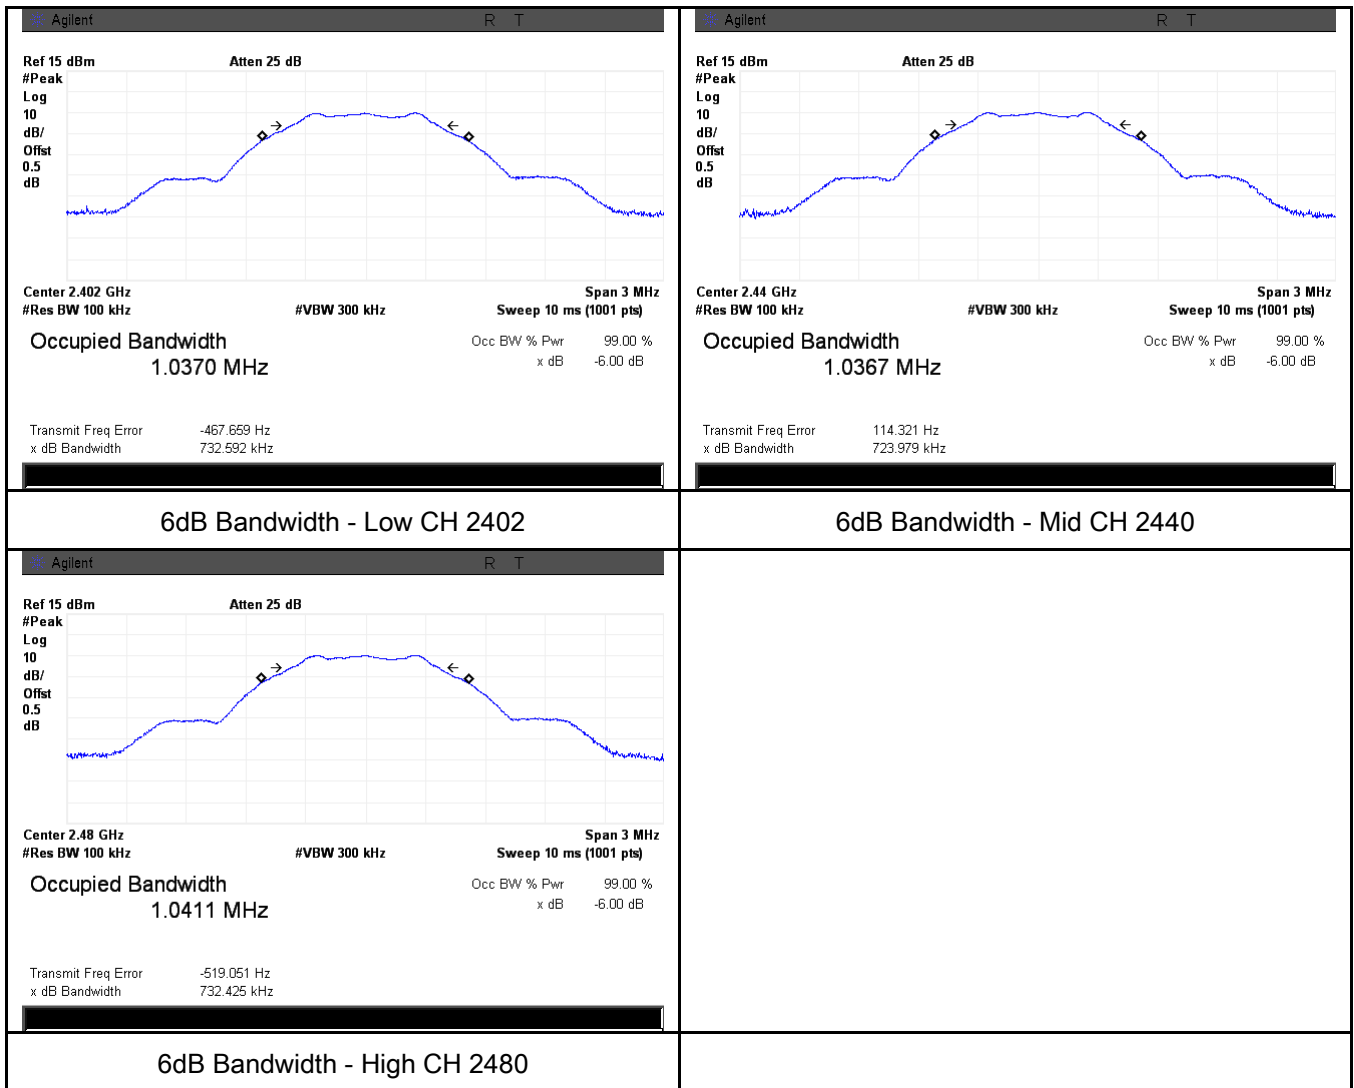 Agilent R T
Ref 15 dBm Atten 25 dB
#Peak
Log
10
dB/
Offst
0.5
dB
Center 2.402 GHz Span 3 MHz
#Res BW 100 kHz #VBW 300 kHz Sweep 10 ms (1001 pts)
Occupied Bandwidth Occ BW % Pwr 99.00 %
1.0370 MHz x dB -6.00 dB
Transmit Freq Error -467.659 Hz
x dB Bandwidth 732.592 kHz
6dB Bandwidth - Low CH 2402
Agilent R T
Ref 15 dBm Atten 25 dB
#Peak
Log
10
dB/
Offst
0.5
dB
Center 2.44 GHz Span 3 MHz
#Res BW 100 kHz #VBW 300 kHz Sweep 10 ms (1001 pts)
Occupied Bandwidth Occ BW % Pwr 99.00 %
1.0367 MHz x dB -6.00 dB
Transmit Freq Error 114.321 Hz
x dB Bandwidth 723.979 kHz
6dB Bandwidth - Mid CH 2440
Agilent R T
Ref 15 dBm Atten 25 dB
#Peak
Log
10
dB/
Offst
0.5
dB
Center 2.48 GHz Span 3 MHz
#Res BW 100 kHz #VBW 300 kHz Sweep 10 ms (1001 pts)
Occupied Bandwidth Occ BW % Pwr 99.00 %
1.0411 MHz x dB -6.00 dB
Transmit Freq Error -519.051 Hz
x dB Bandwidth 732.425 kHz
6dB Bandwidth - High CH 2480